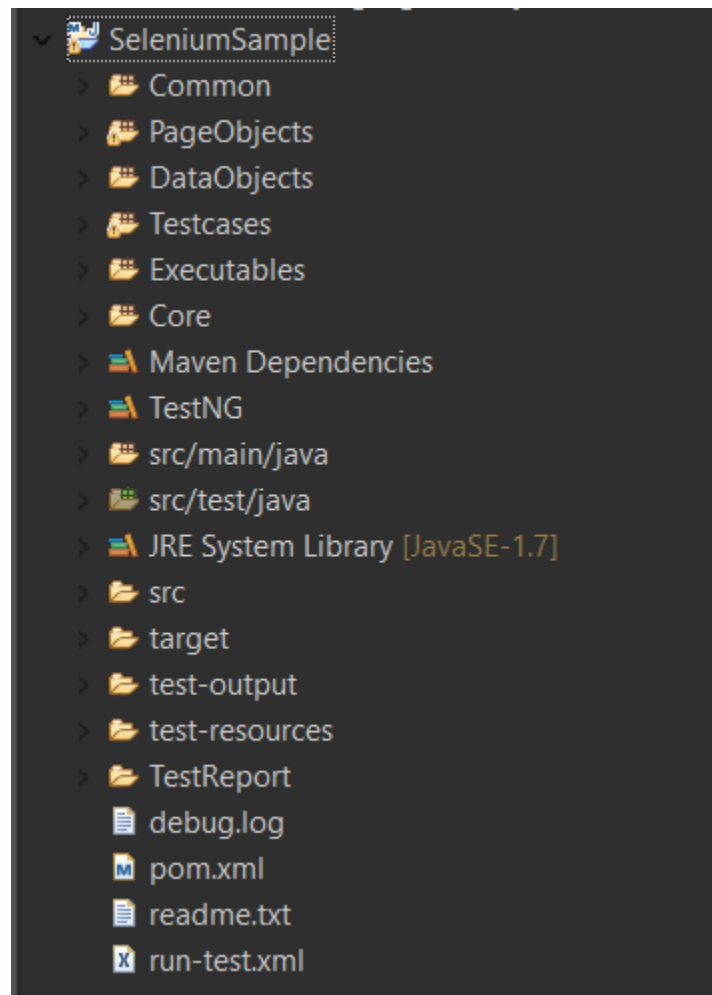 SeleniumSample
Common
PageObjects
DataObjects
Testcases
Executables
Core
Maven Dependencies
TestNG
src/main/java
src/test/java
JRE System Library [JavaSE-1.7]
src
target
test-output
test-resources
TestReport
debug.log
pom.xml
readme.txt
run-test.xml